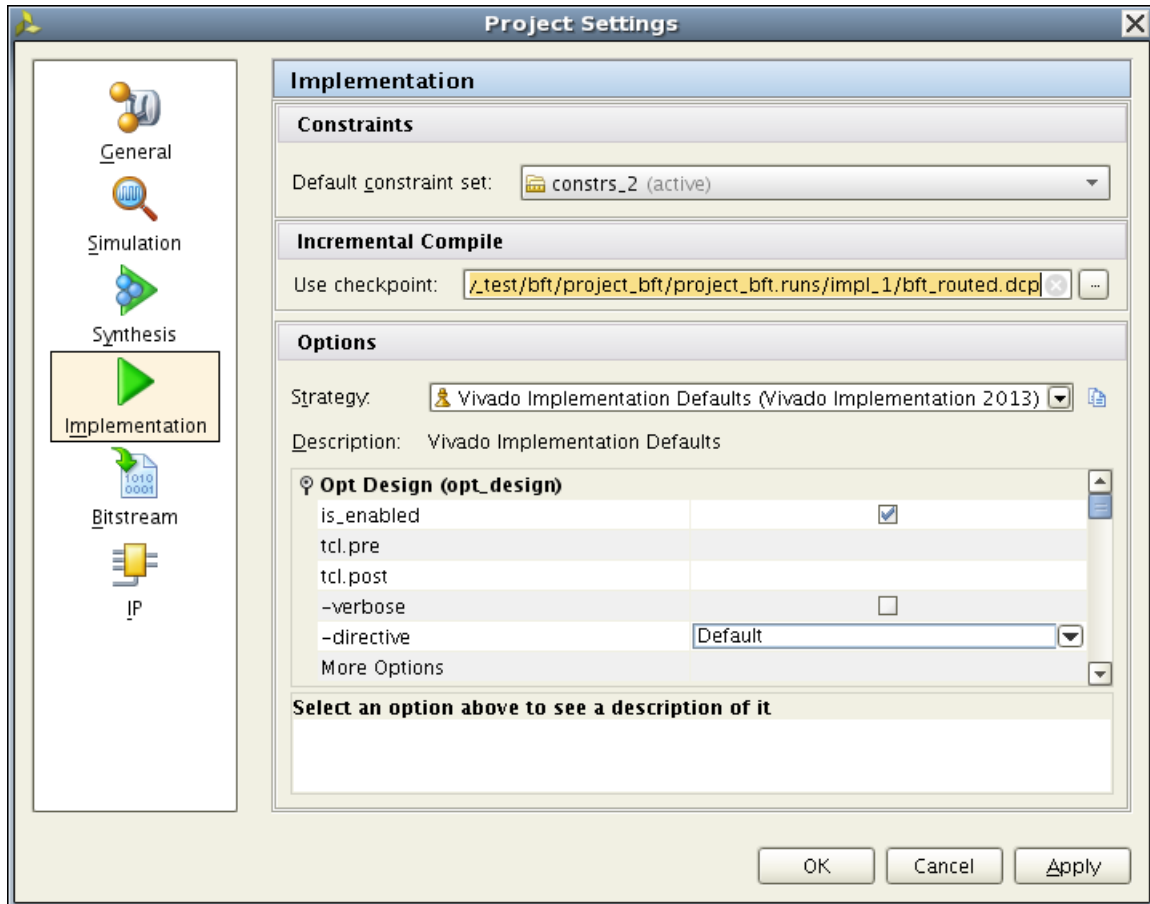 Project Settings
General
Simulation
Synthesis
Implementation
1010
0001
Bitstream
IP
Implementation
Constraints
Default constraint set: constrs_2 (active)
Incremental Compile
Use checkpoint: /_test/bft/project_bft/project_bft.runs/impl_1/bft_routed.dcp ...
Options
Strategy: Vivado Implementation Defaults (Vivado Implementation 2013)
Description: Vivado Implementation Defaults
Opt Design (opt_design)
is_enabled
tcl.pre
tcl.post
-verbose
-directive Default
More Options
Select an option above to see a description of it
OK Cancel Apply